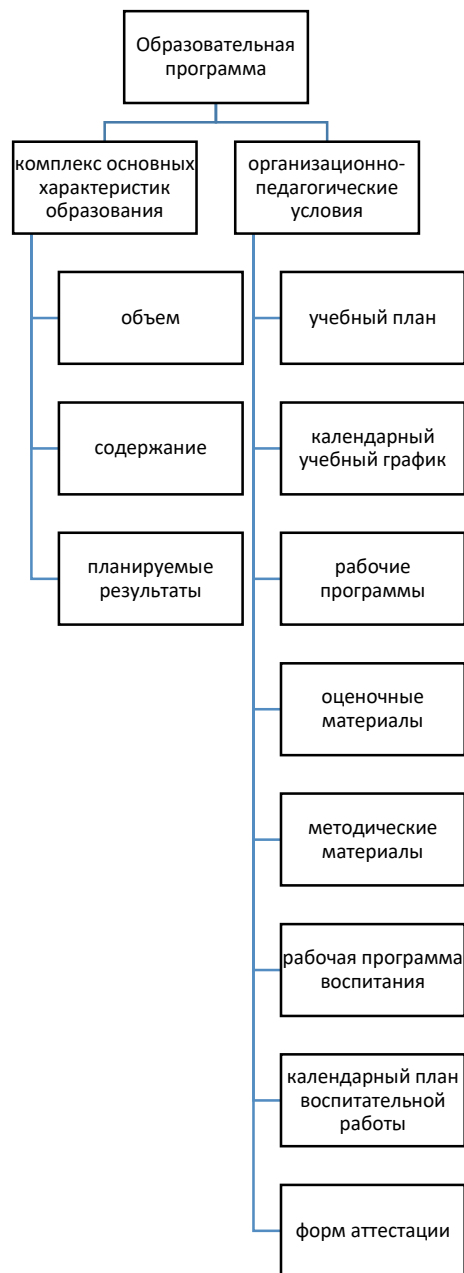 Образовательная
программа
комплекс основных
характеристик
образования
объем
содержание
планируемые
результаты
организационно-
педагогические
условия
учебный план
календарный
учебный график
рабочие
программы
оценочные
материалы
методические
материалы
рабочая программа
воспитания
календарный план
воспитательной
работы
форм аттестации